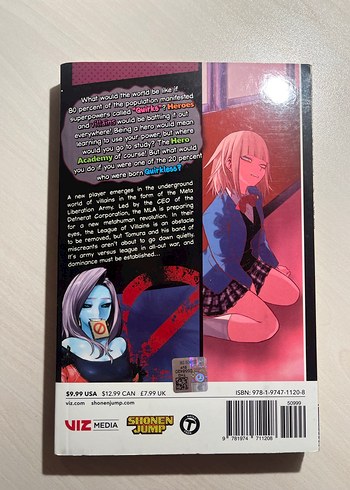 What would the world be like if
80 percent of the population manifested
superpowers called "Quirks"? Heroes
and villains would be battling it out
everywhere! Being a hero would mean
learning to use your power, but where
would you go to study? The Hero
Academy of course! But what would
you do if you were one of the 20 percent
who were born Quirkless?
A new player emerges in the underground
world of villains in the form of the Meta
Liberation Army. Led by the CEO of the
Detnerat Corporation, the MLA is preparing
for a new metahuman revolution. In their
eyes, the League of Villains is an obstacle
to be removed, but Tomura and his band of
miscreants aren't about to go down quietly.
It's army versus league in all-out war, and
dominance must be established...
$9.99 USA $12.99 CAN £7.99 UK
ISBN: 978-1-9747-1120-8
viz.com shonenjump.com
50999
VIZ MEDIA
SHONEN
JUMP
T
TEEN
9 781974 711208